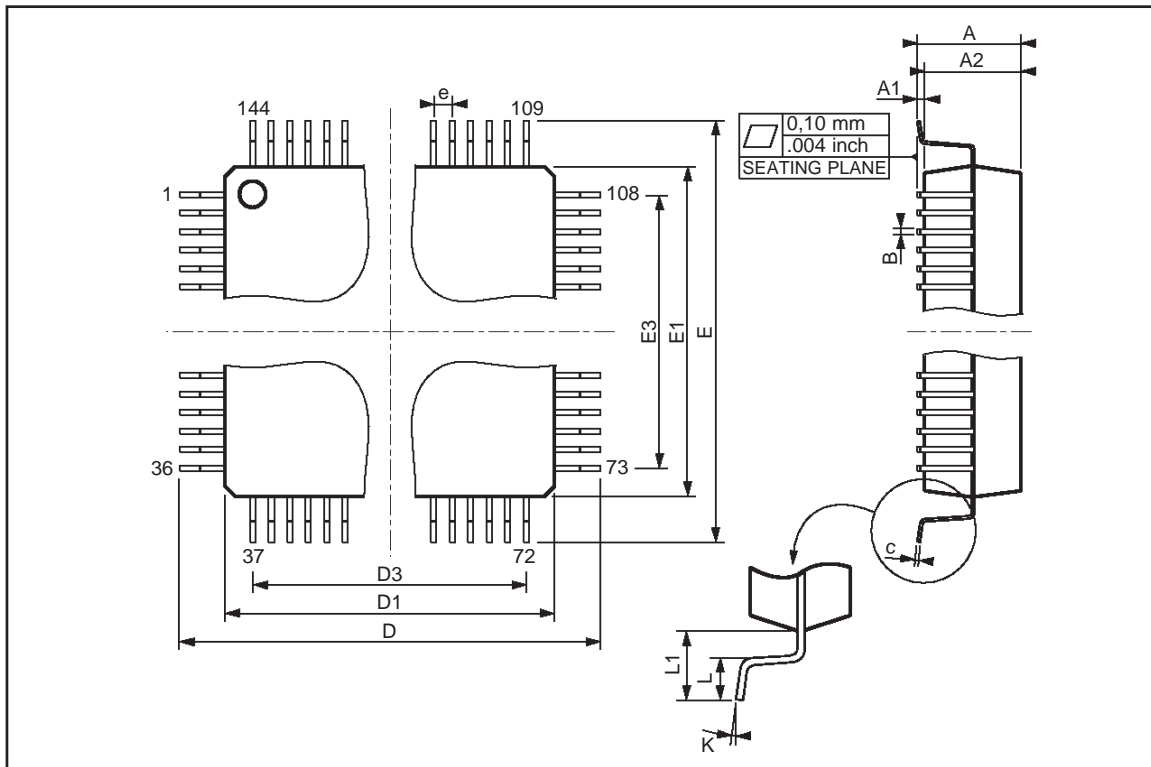 A
A2
A1
e
144
109
0,10 mm
.004 inch
SEATING PLANE
1
108
B
E3
E1
E
36
73
37
72
c
D3
D1
D
L1
L
K